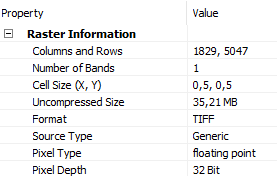 Property Value
Raster Information
Columns and Rows 1829, 5047
Number of Bands 1
Cell Size (X, Y) 0,5, 0,5
Uncompressed Size 35,21 MB
Format TIFF
Source Type Generic
Pixel Type floating point
Pixel Depth 32 Bit